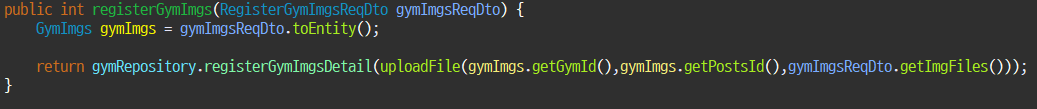 public int registerGymImgs(RegisterGymImgsReqDto gymImgsReqDto) {
GymImgs gymImgs = gymImgsReqDto.toEntity();
return gymRepository.registerGymImgsDetail(uploadFile(gymImgs.getGymId(),gymImgs.getPostsId(),gymImgsReqDto.getImgFiles()));
}